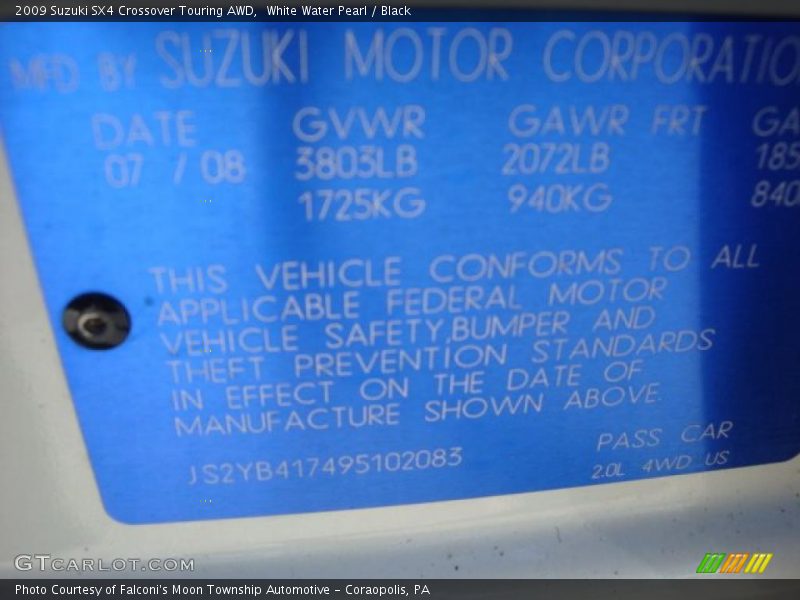 2009 Suzuki SX4 Crossover Touring AWD, White Water Pearl / Black
MFD BY SUZUKI MOTOR CORPORATIO
DATE GVWR GAWR FRT GA
07 / 08 3803LB 2072LB 185
1725KG 940KG 840
THIS VEHICLE CONFORMS TO ALL
APPLICABLE FEDERAL MOTOR
VEHICLE SAFETY,BUMPER AND
THEFT PREVENTION STANDARDS
IN EFFECT ON THE DATE OF
MANUFACTURE SHOWN ABOVE.
JS2YB417495102083
PASS CAR
2.0L 4WD US
GTCARLOT.COM
Photo Courtesy of Falconi's Moon Township Automotive – Coraopolis, PA